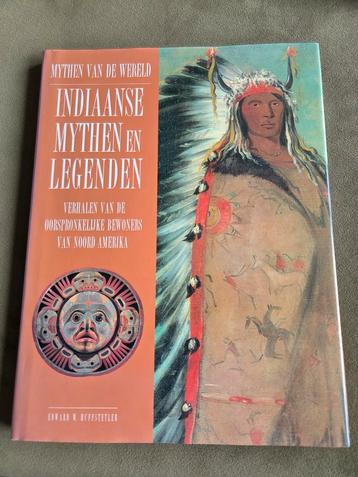 MYTHEN VAN DE WERELD
INDIAANSE
MYTHEN EN
LEGENDEN
VERHALEN VAN DE
OORSPRONKELIJKE BEWONERS
VAN NOORD AMERIKA
EDWARD W. HUFFSTETLER